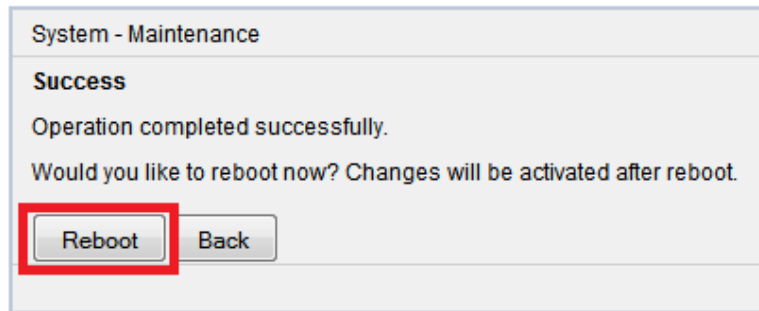 System - Maintenance
Success
Operation completed successfully.
Would you like to reboot now? Changes will be activated after reboot.
Reboot Back